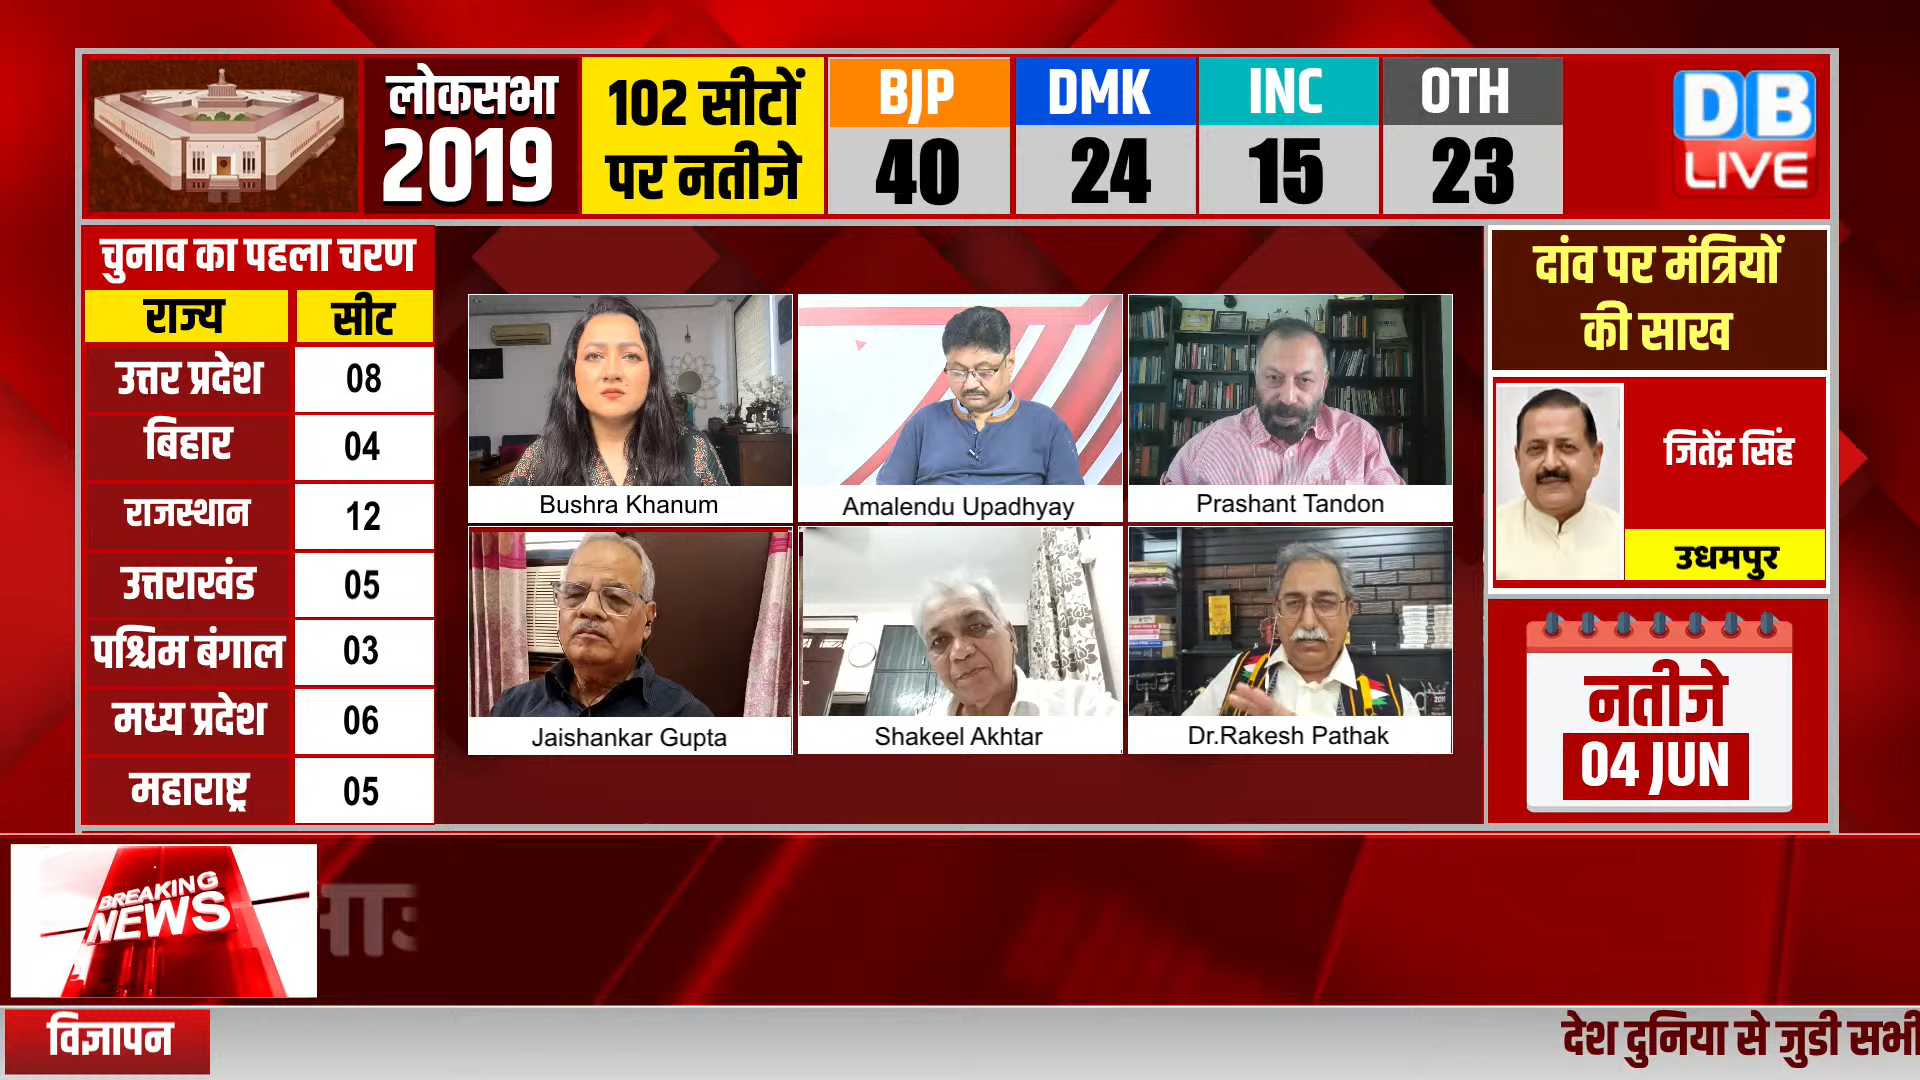 लोकसभा
2019
102 सीटों
पर नतीजे
BJP
40
DMK
24
INC
15
OTH
23
DB
LIVE
चुनाव का पहला चरण
राज्य सीट
उत्तर प्रदेश 08
बिहार 04
राजस्थान 12
उत्तराखंड 05
पश्चिम बंगाल 03
मध्य प्रदेश 06
महाराष्ट्र 05
Bushra Khanum
Amalendu Upadhyay
Prashant Tandon
Jaishankar Gupta
Shakeel Akhtar
Dr.Rakesh Pathak
दांव पर मंत्रियों
की साख
जितेंद्र सिंह
उधमपुर
नतीजे
04 JUN
BREAKING
NEWS
विज्ञापन
देश दुनिया से जुडी सभी